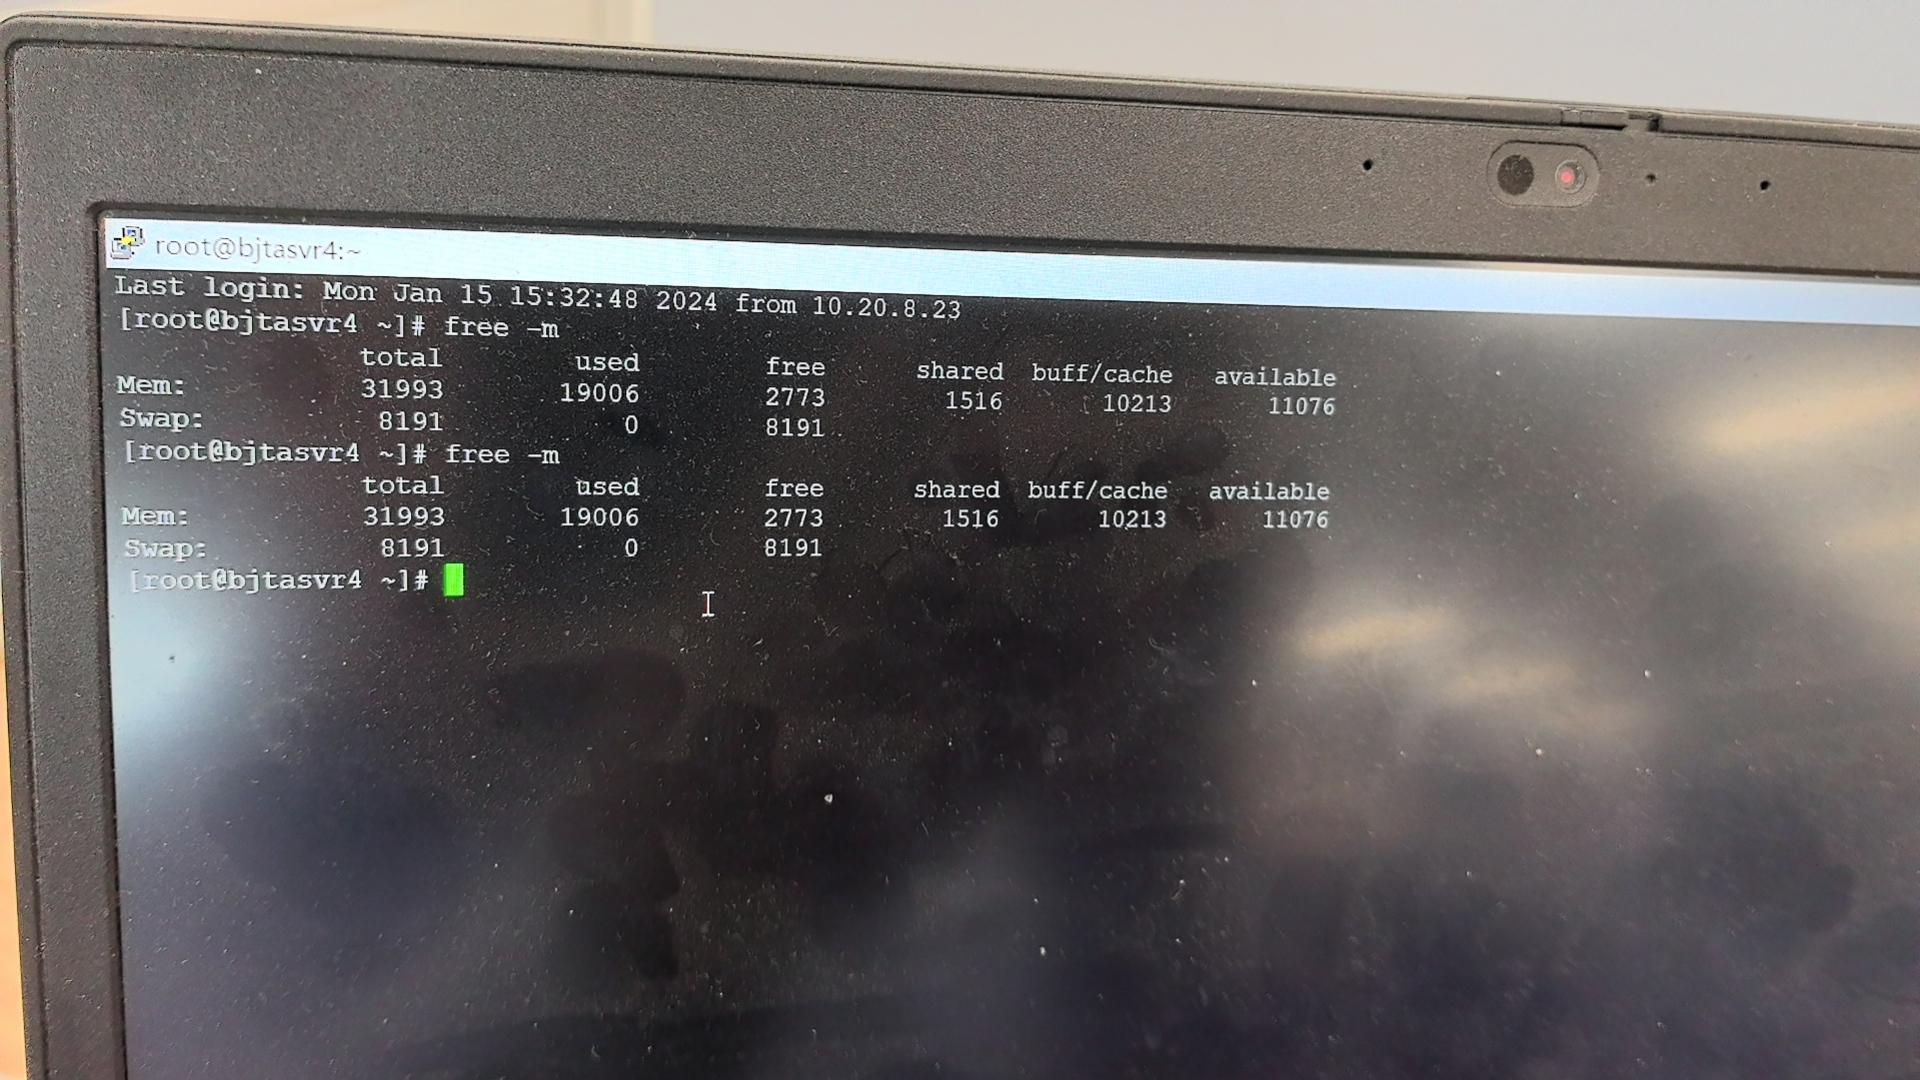 root@bjtasvr4:~
Last login: Mon Jan 15 15:32:48 2024 from 10.20.8.23
[root@bjtasvr4 ~]# free -m
total used free shared buff/cache available
Mem: 31993 19006 2773 1516 10213 11076
Swap: 8191 0 8191
[root@bjtasvr4 ~]# free -m
total used free shared buff/cache available
Mem: 31993 19006 2773 1516 10213 11076
Swap: 8191 0 8191
[root@bjtasvr4 ~]#